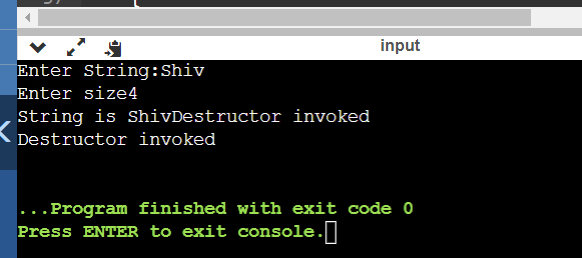 input
Enter String:Shiv
Enter size4
String is ShivDestructor invoked
Destructor invoked
...Program finished with exit code 0
Press ENTER to exit console.